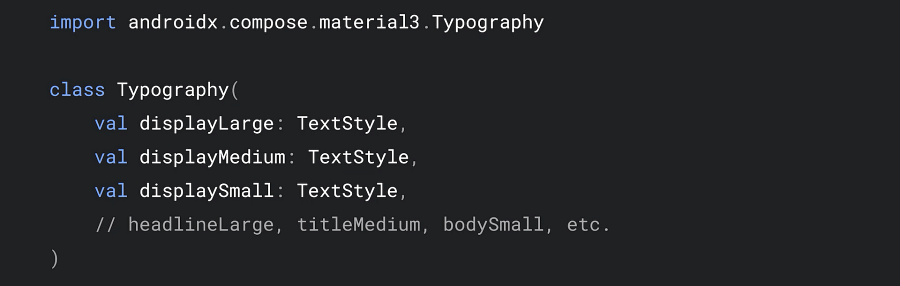 import androidx.compose.material3.Typography
class Typography(
    val displayLarge: TextStyle,
    val displayMedium: TextStyle,
    val displaySmall: TextStyle,
    // headlineLarge, titleMedium, bodySmall, etc.
)